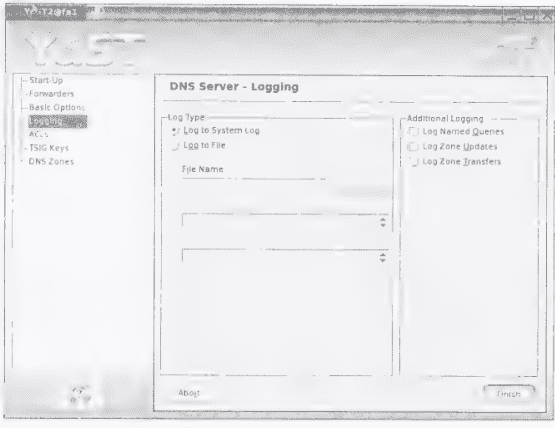 YaST2@fa1
YaST
Start-Up
Forwarders
Basic Options
Logging
ACLs
TSIG Keys
DNS Zones
DNS Server - Logging
Log Type
Log to System Log
Log to File
File Name
Additional Logging
Log Named Queries
Log Zone Updates
Log Zone Transfers
Abort
Finish